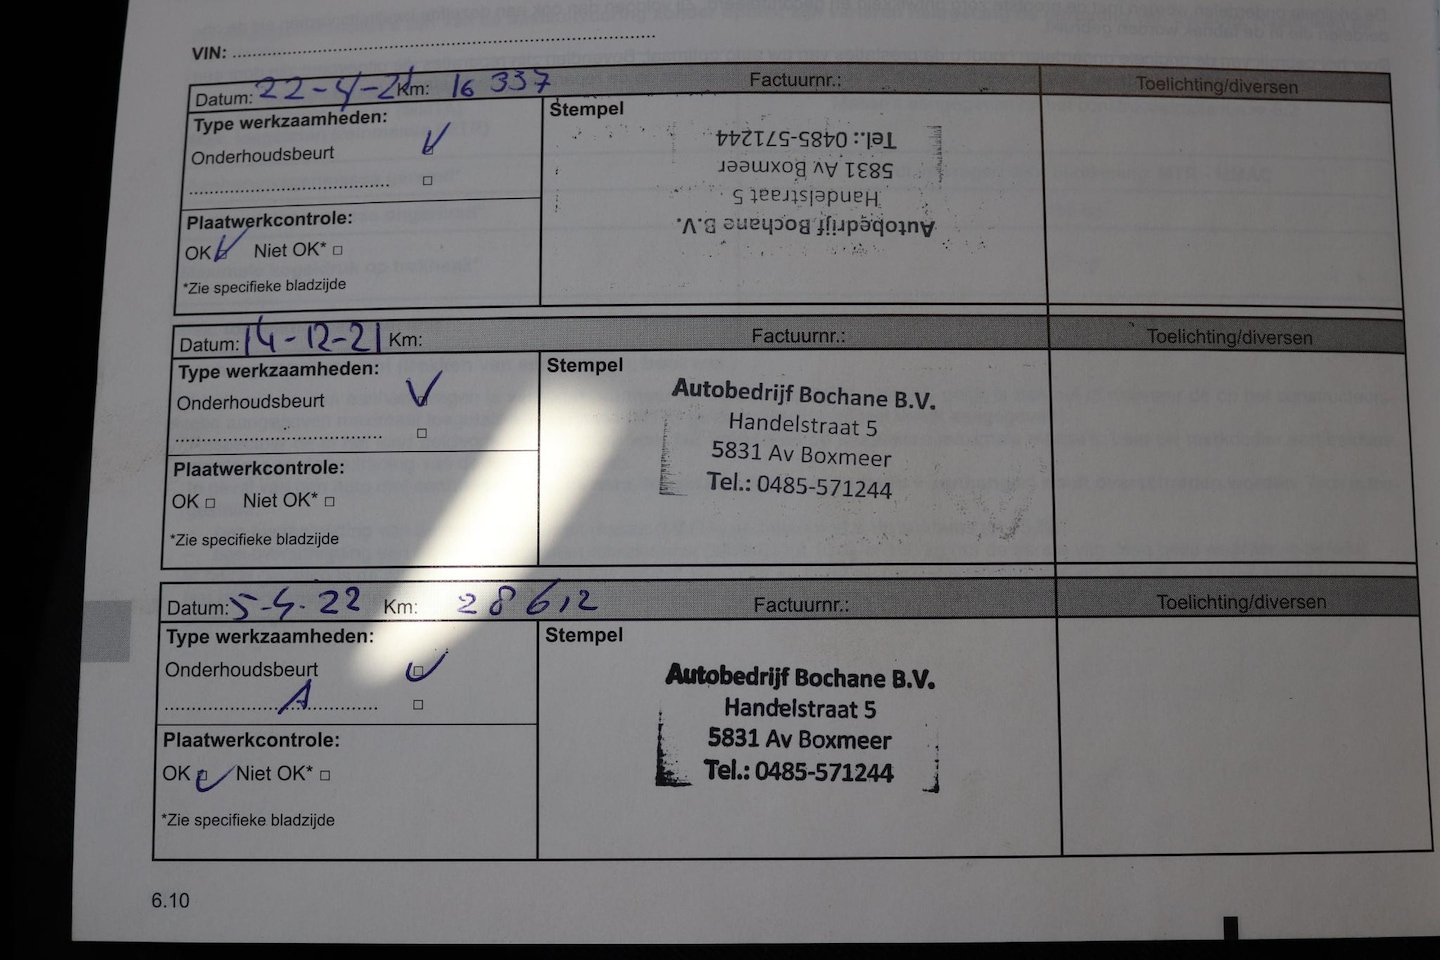 VIN:
Datum: 22-4-21 Km: 16 337 Factuurnr.: Toelichting/diversen
Type werkzaamheden:
Stempel
Onderhoudsbeurt
Plaatwerkcontrole:
OK Niet OK*
*Zie specifieke bladzijde
Autobedrijf Bochane B.V.
Handelstraat 5
5831 Av Boxmeer
Tel.: 0485-571244
Datum: 14-12-21 Km: Factuurnr.: Toelichting/diversen
Type werkzaamheden:
Stempel
Onderhoudsbeurt
Plaatwerkcontrole:
OK Niet OK*
*Zie specifieke bladzijde
Autobedrijf Bochane B.V.
Handelstraat 5
5831 Av Boxmeer
Tel.: 0485-571244
Datum: 5-4-22 Km: 28612 Factuurnr.: Toelichting/diversen
Type werkzaamheden:
Stempel
Onderhoudsbeurt
A
Plaatwerkcontrole:
OK Niet OK*
*Zie specifieke bladzijde
Autobedrijf Bochane B.V.
Handelstraat 5
5831 Av Boxmeer
Tel.: 0485-571244
6.10